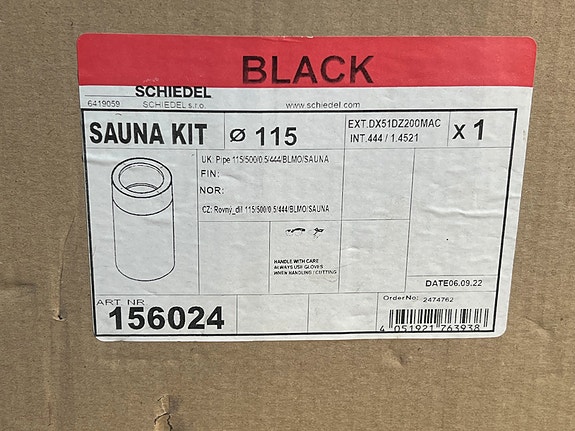 BLACK
SCHIEDEL
6419059 SCHIEDEL s.r.o. www.schiedel.com
SAUNA KIT ø 115 EXT.DX51DZ200MAC x 1
INT.444 / 1.4521
UK: Pipe 115/500/0.5/444/BLMO/SAUNA
FIN:
NOR:
CZ: Rovný_díl 115/500/0.5/444/BLMO/SAUNA
HANDLE WITH CARE
ALWAYS USE GLOVES
WHEN HANDLING / CUTTING
DATE06.09.22
ART. NR.
156024
OrderNo: 2474762
4 051921 763938